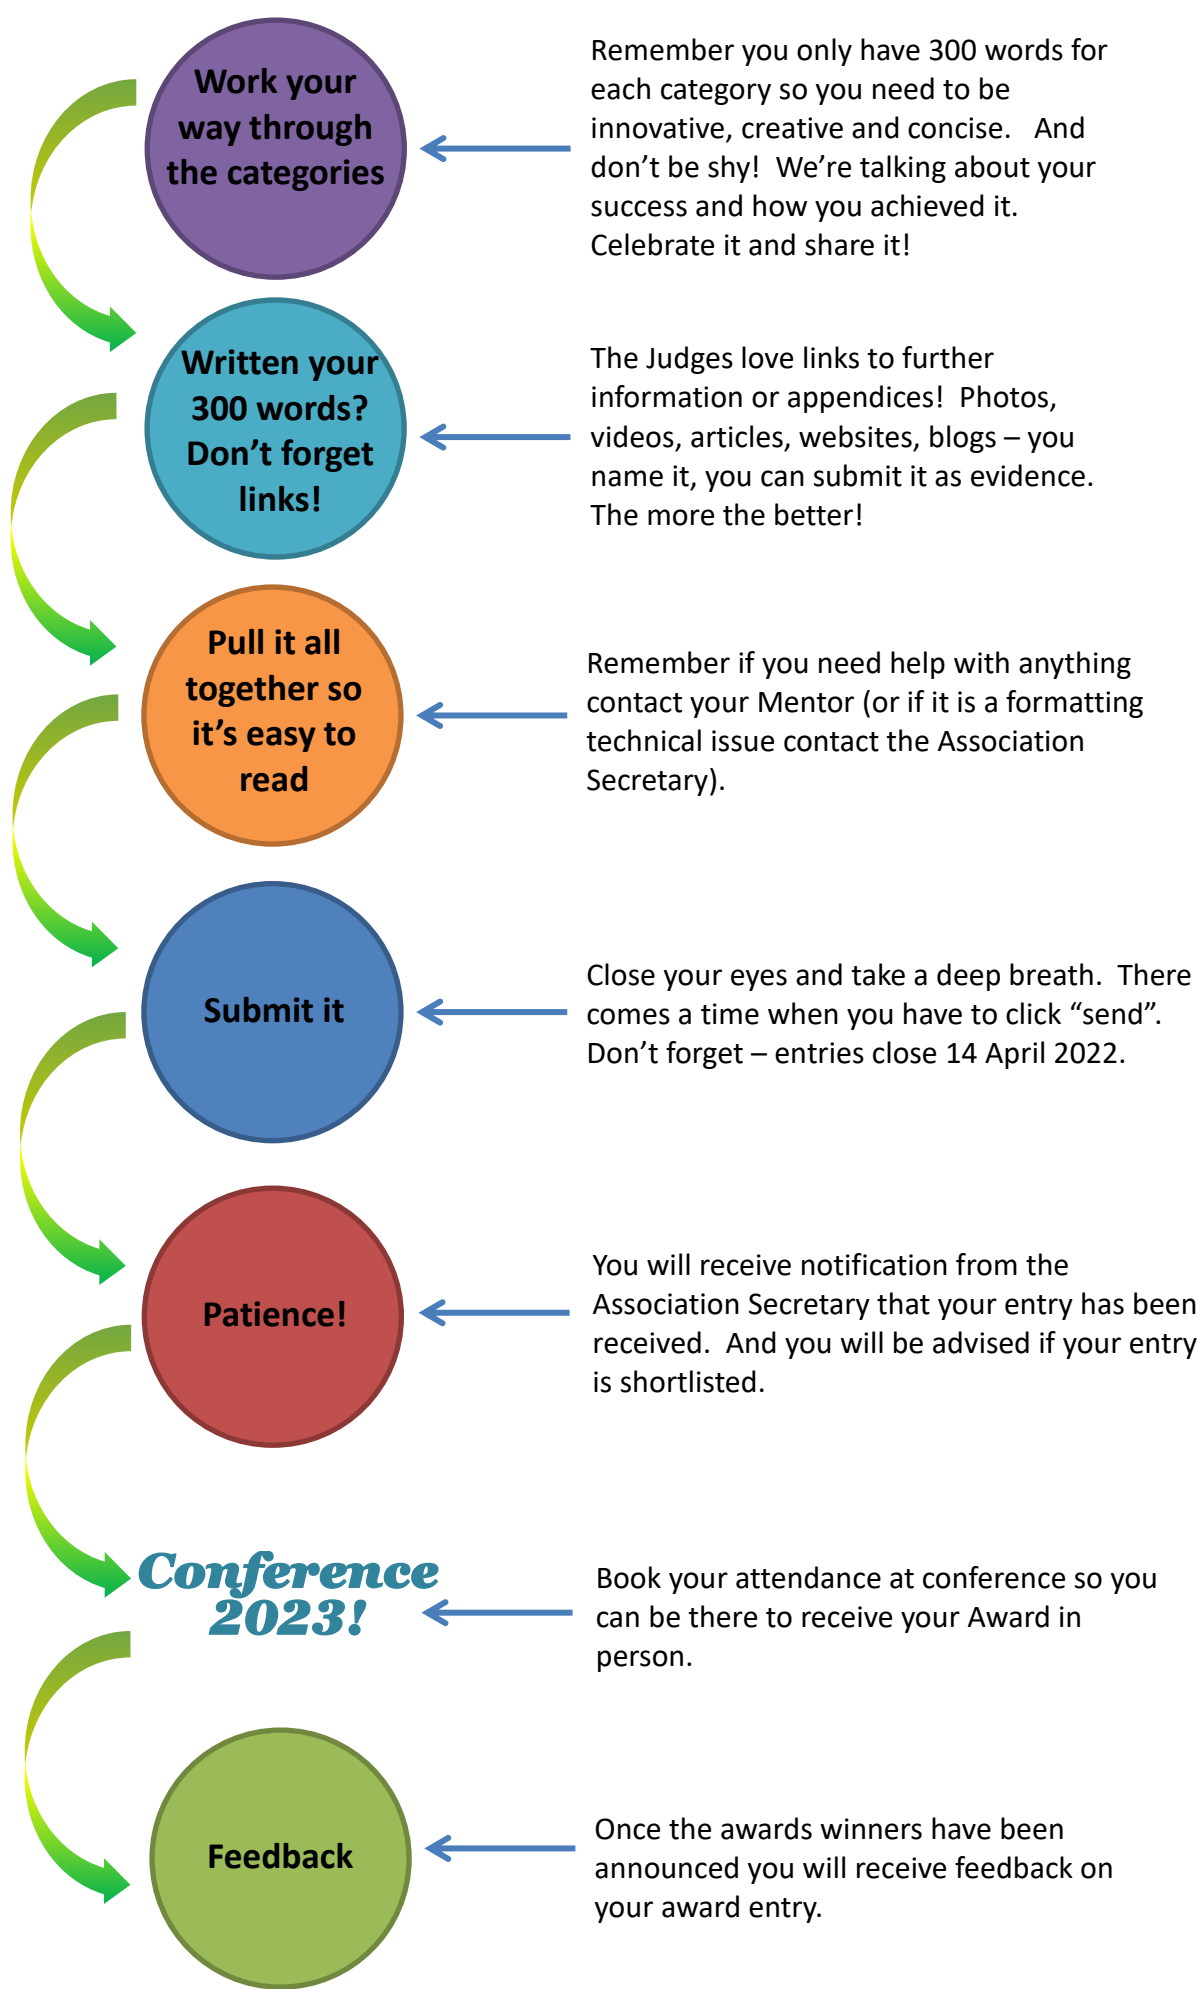 Work your
way through
the categories
Remember you only have 300 words for
each category so you need to be
innovative, creative and concise.   And
don’t be shy!  We’re talking about your
success and how you achieved it.
Celebrate it and share it!
Written your
300 words?
Don’t forget
links!
The Judges love links to further
information or appendices!  Photos,
videos, articles, websites, blogs – you
name it, you can submit it as evidence.
The more the better!
Pull it all
together so
it’s easy to
read
Remember if you need help with anything
contact your Mentor (or if it is a formatting
technical issue contact the Association
Secretary).
Submit it
Close your eyes and take a deep breath.  There
comes a time when you have to click “send”.
Don’t forget – entries close 14 April 2022.
Patience!
You will receive notification from the
Association Secretary that your entry has been
received.  And you will be advised if your entry
is shortlisted.
Conference
2023!
Book your attendance at conference so you
can be there to receive your Award in
person.
Feedback
Once the awards winners have been
announced you will receive feedback on
your award entry.